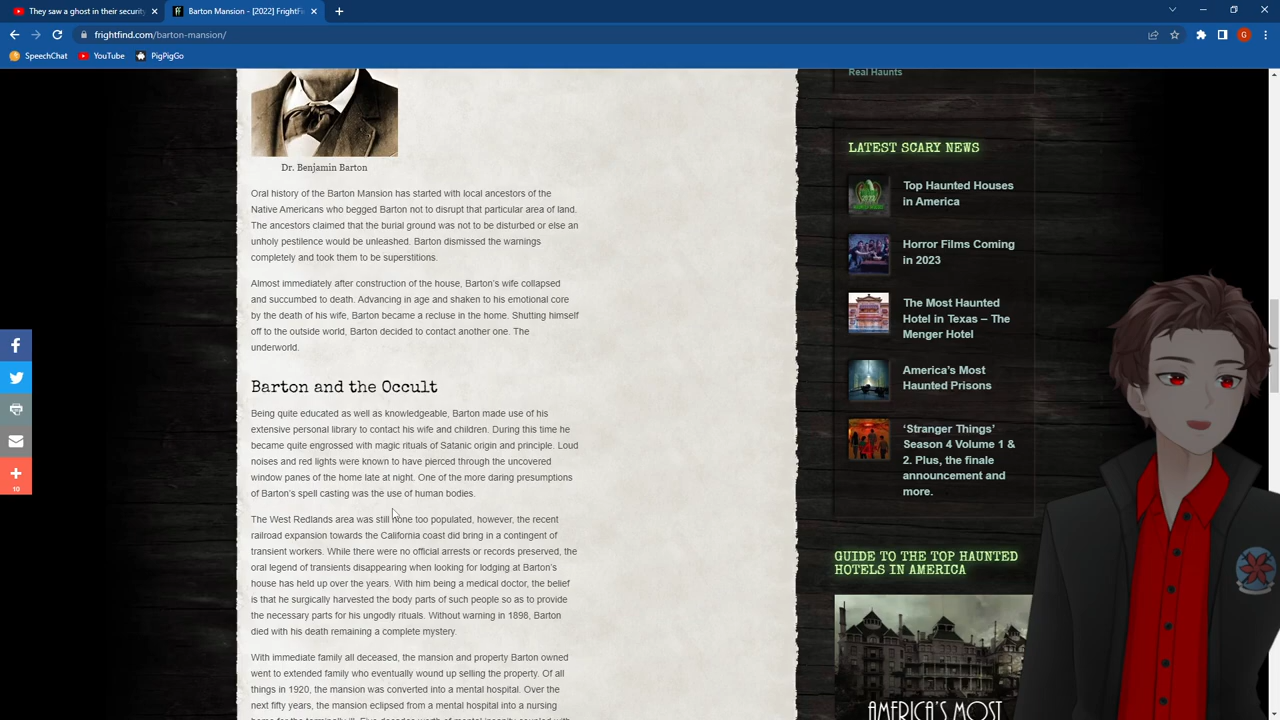 They saw a ghost in their security
Barton Mansion - [2022] FrightFi
frightfind.com/barton-mansion/
G
SpeechChat
YouTube
PigPigGo
Dr. Benjamin Barton
Oral history of the Barton Mansion has started with local ancestors of the
Native Americans who begged Barton not to disrupt that particular area of land.
The ancestors claimed that the burial ground was not to be disturbed or else an
unholy pestilence would be unleashed. Barton dismissed the warnings
completely and took them to be superstitions.
Almost immediately after construction of the house, Barton's wife collapsed
and succumbed to death. Advancing in age and shaken to his emotional core
by the death of his wife, Barton became a recluse in the home. Shutting himself
off to the outside world, Barton decided to contact another one. The
underworld.
Barton and the Occult
Being quite educated as well as knowledgeable, Barton made use of his
extensive personal library to contact his wife and children. During this time he
became quite engrossed with magic rituals of Satanic origin and principle. Loud
noises and red lights were known to have pierced through the uncovered
window panes of the home late at night. One of the more daring presumptions
of Barton's spell casting was the use of human bodies.
The West Redlands area was still none too populated, however, the recent
railroad expansion towards the California coast did bring in a contingent of
transient workers. While there were no official arrests or records preserved, the
oral legend of transients disappearing when looking for lodging at Barton's
house has held up over the years. With him being a medical doctor, the belief
is that he surgically harvested the body parts of such people so as to provide
the necessary parts for his ungodly rituals. Without warning in 1898, Barton
died with his death remaining a complete mystery.
With immediate family all deceased, the mansion and property Barton owned
went to extended family who eventually wound up selling the property. Of all
things in 1920, the mansion was converted into a mental hospital. Over the
next fifty years, the mansion eclipsed from a mental hospital into a nursing
10
Real Haunts
LATEST SCARY NEWS
Top Haunted Houses
in America
Horror Films Coming
in 2023
The Most Haunted
Hotel in Texas – The
Menger Hotel
America's Most
Haunted Prisons
'Stranger Things'
Season 4 Volume 1 &
2. Plus, the finale
announcement and
more.
GUIDE TO THE TOP HAUNTED
HOTELS IN AMERICA
AMERICA'S MOST